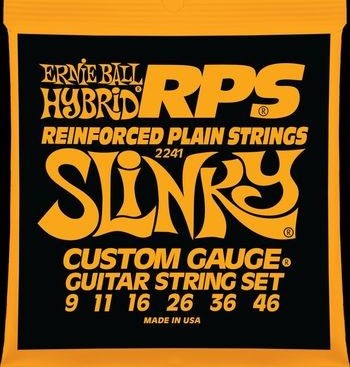 ERNIE BALL
HYBRID® RPS
REINFORCED PLAIN STRINGS
2241
SLINKY®
CUSTOM GAUGE®
GUITAR STRING SET
9 11 16 26 36 46
MADE IN USA